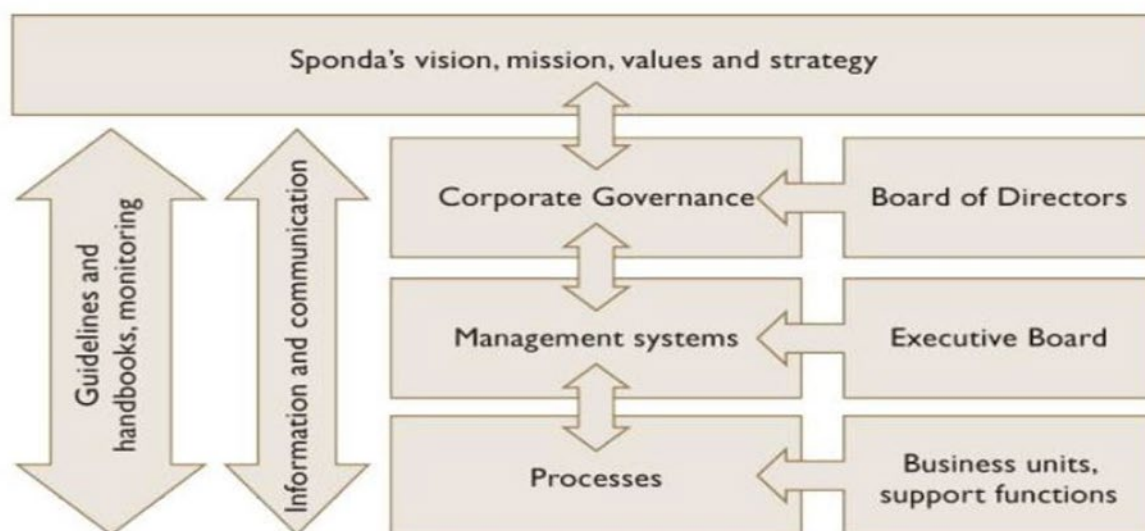 Sponda's vision, mission, values and strategy
Guidelines and
handbooks, monitoring
Information and communication
Corporate Governance
Board of Directors
Management systems
Executive Board
Processes
Business units,
support functions